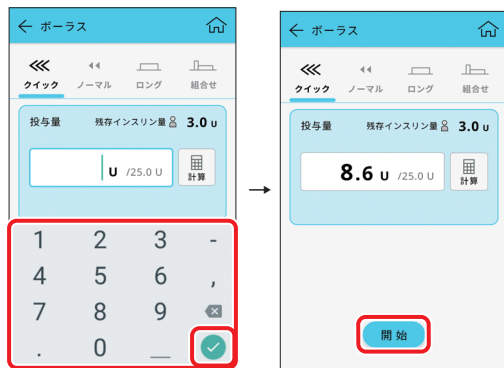 ボーラス
クイック ノーマル ロング 組合せ
投与量 残存インスリン量 3.0 U
U /25.0 U 計算
1 2 3 -
4 5 6 ,
7 8 9
. 0 _
→
ボーラス
クイック ノーマル ロング 組合せ
投与量 残存インスリン量 3.0 U
8.6 U /25.0 U 計算
開始